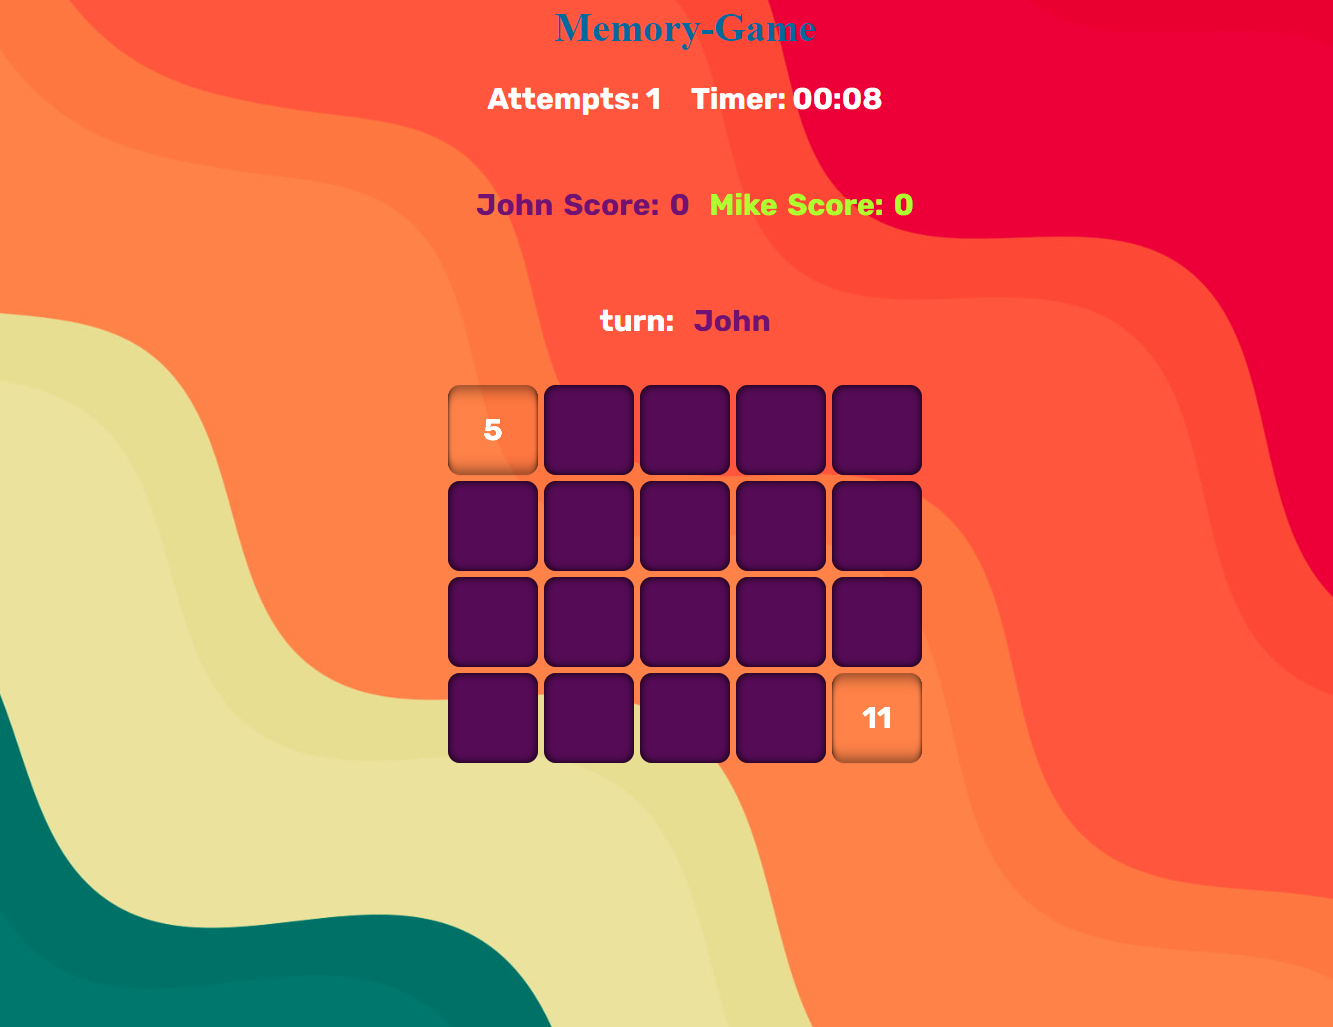 Memory-Game
Attempts: 1 Timer: 00:08
John Score: 0 Mike Score: 0
turn: John
5
11